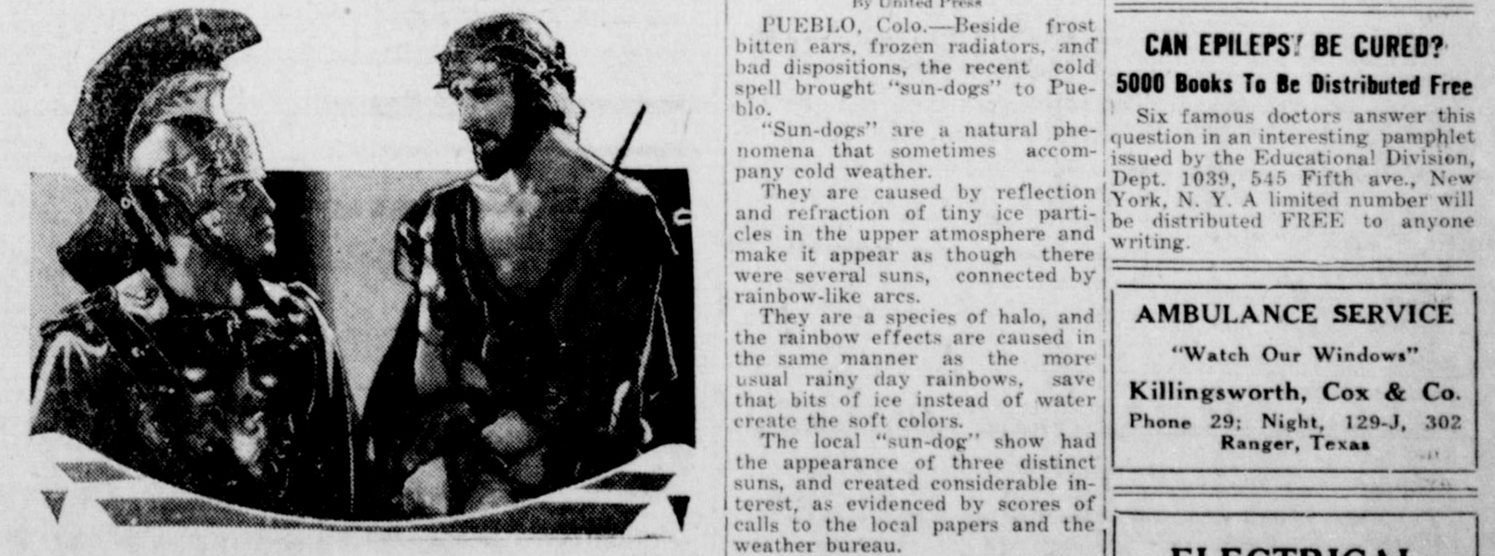 By United Press
PUEBLO, Colo.—Beside frost
bitten ears, frozen radiators, and
bad dispositions, the recent cold
spell brought "sun-dogs" to Pue-
blo.
"Sun-dogs" are a natural phe-
nomena that sometimes accom-
pany cold weather.
They are caused by reflection
and refraction of tiny ice parti-
cles in the upper atmosphere and
make it appear as though there
were several suns, connected by
rainbow-like arcs.
They are a species of halo, and
the rainbow effects are caused in
the same manner as the more
usual rainy day rainbows, save
that bits of ice instead of water
create the soft colors.
The local "sun-dog" show had
the appearance of three distinct
suns, and created considerable in-
terest, as evidenced by scores of
calls to the local papers and the
weather bureau.
CAN EPILEPSY BE CURED?
5000 Books To Be Distributed Free
Six famous doctors answer this
question in an interesting pamphlet
issued by the Educational Division,
Dept. 1039, 545 Fifth ave., New
York, N. Y. A limited number will
be distributed FREE to anyone
writing.
AMBULANCE SERVICE
"Watch Our Windows"
Killingsworth, Cox & Co.
Phone 29; Night, 129-J, 302
Ranger, Texas
ELECTRICAL